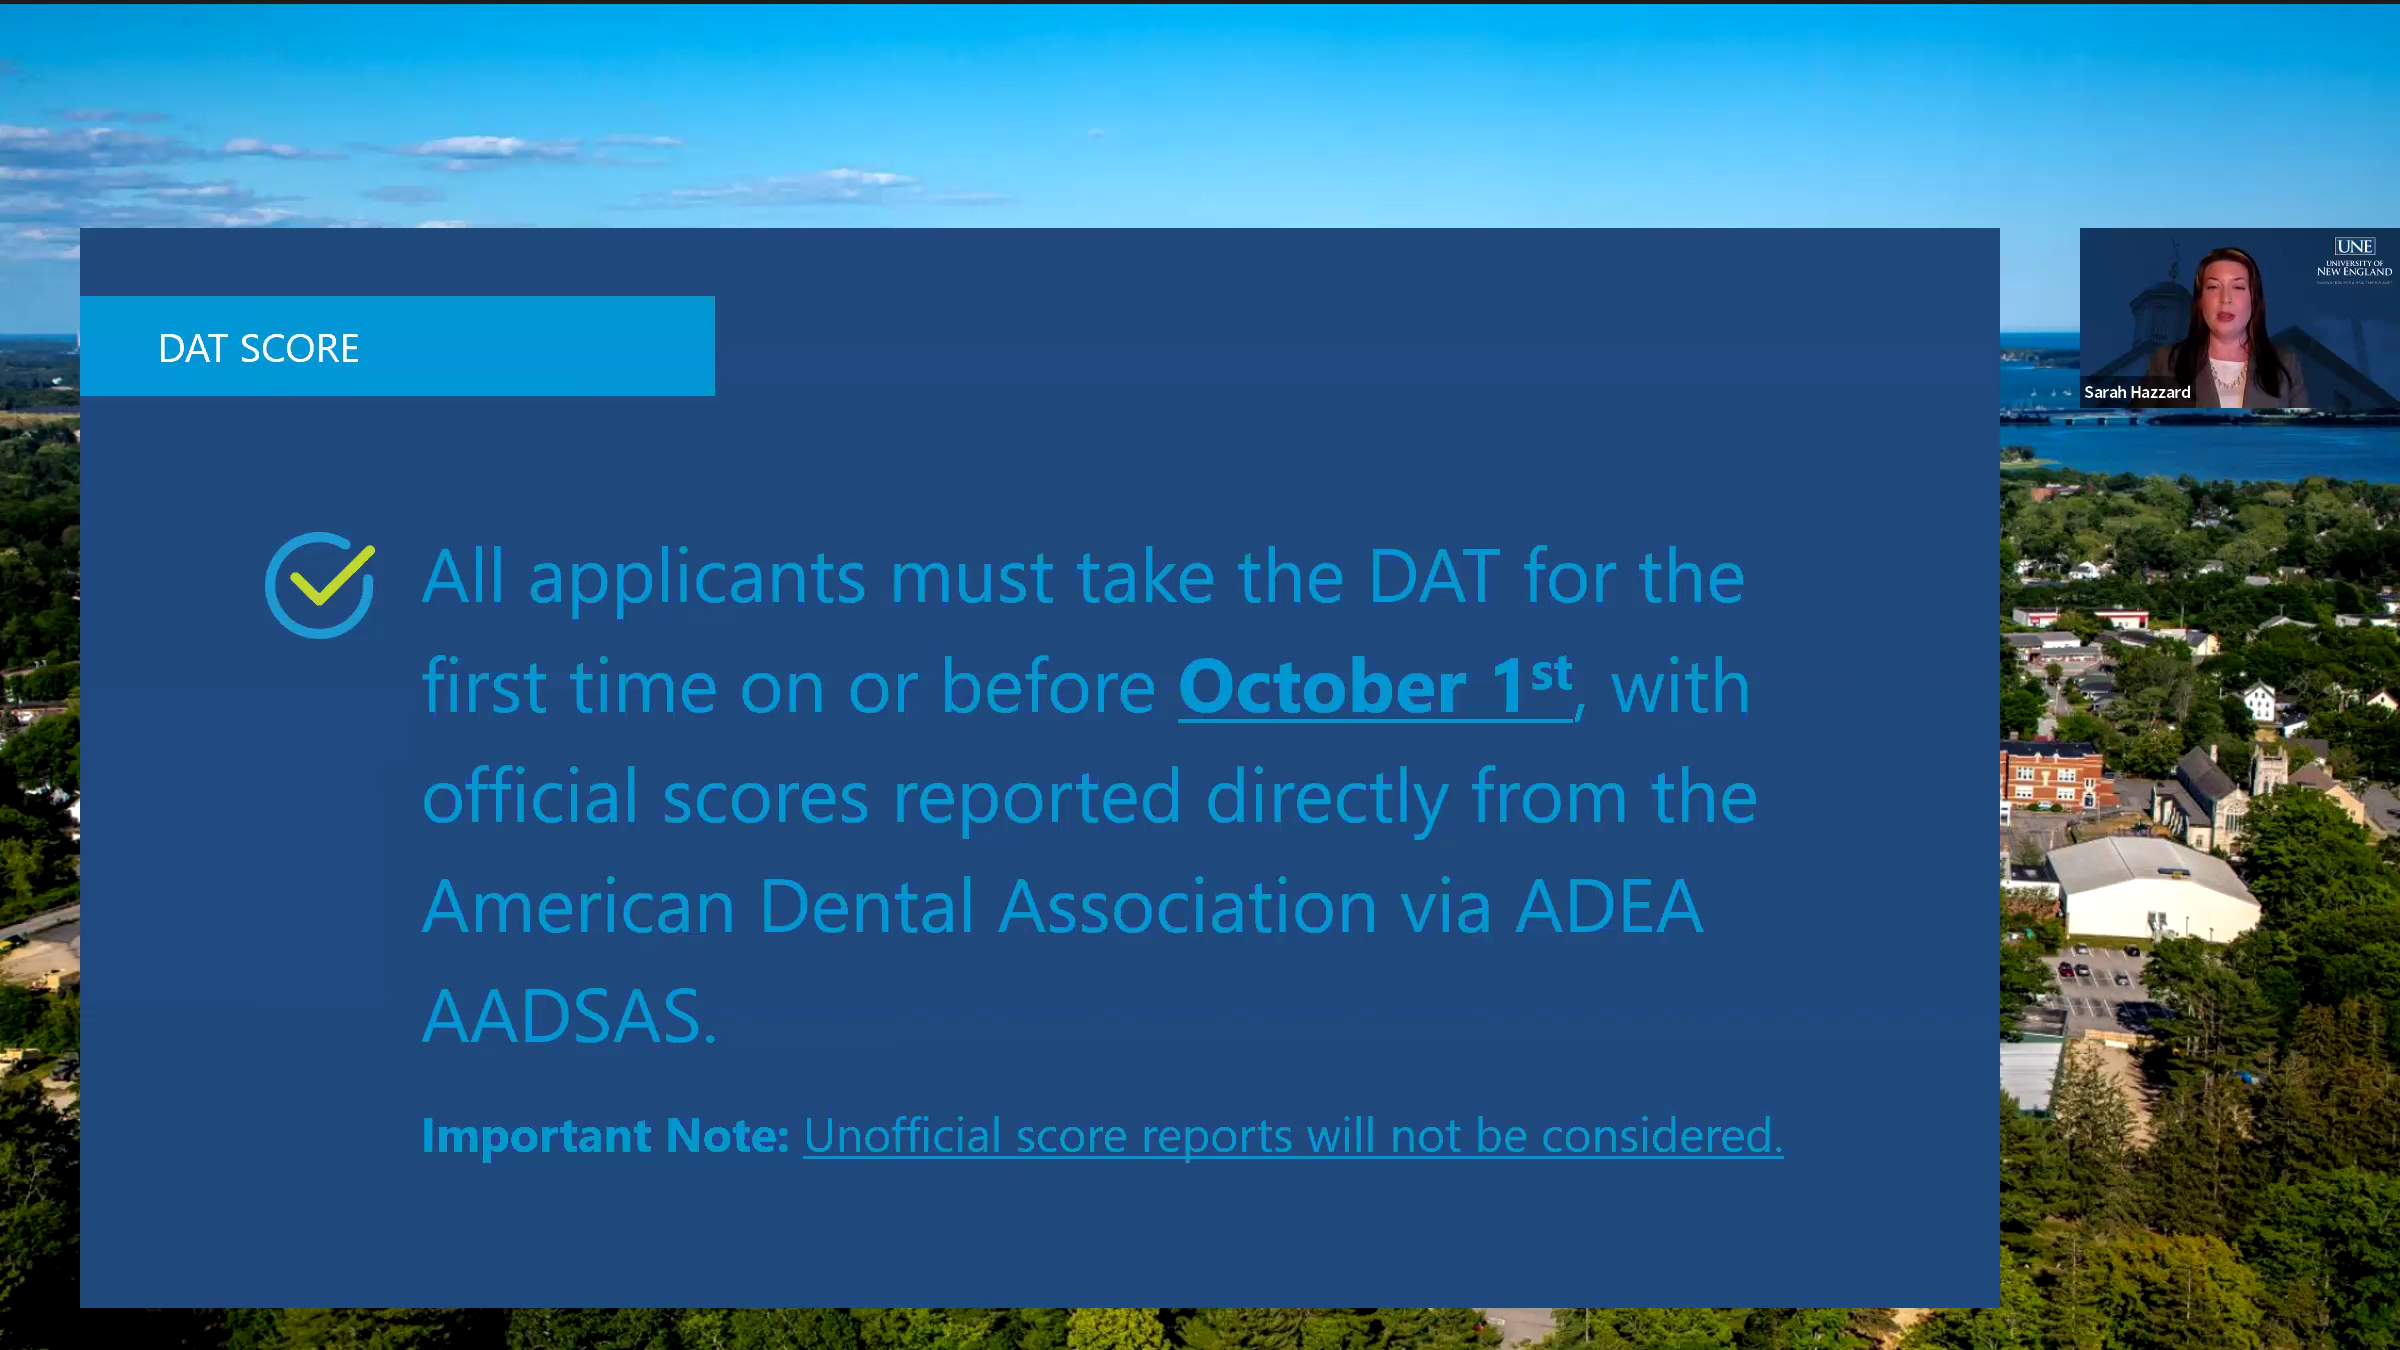 DAT SCORE
All applicants must take the DAT for the
first time on or before October 1st, with
official scores reported directly from the
American Dental Association via ADEA
AADSAS.
Important Note: Unofficial score reports will not be considered.
UNE
UNIVERSITY OF
NEW ENGLAND
Sarah Hazzard